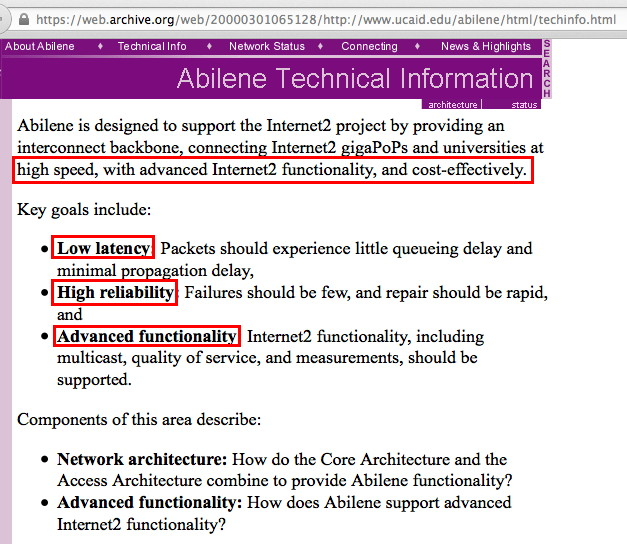 https://web.archive.org/web/20000301065128/http://www.ucaid.edu/abilene/html/techinfo.html
About Abilene ♦ Technical Info ♦ Network Status ♦ Connecting ♦ News & Highlights
SEARCH
Abilene Technical Information
architecture | status
Abilene is designed to support the Internet2 project by providing an
interconnect backbone, connecting Internet2 gigaPoPs and universities at
high speed, with advanced Internet2 functionality, and cost-effectively.
Key goals include:
• Low latency: Packets should experience little queueing delay and
minimal propagation delay,
• High reliability: Failures should be few, and repair should be rapid,
and
• Advanced functionality: Internet2 functionality, including
multicast, quality of service, and measurements, should be
supported.
Components of this area describe:
• Network architecture: How do the Core Architecture and the
Access Architecture combine to provide Abilene functionality?
• Advanced functionality: How does Abilene support advanced
Internet2 functionality?